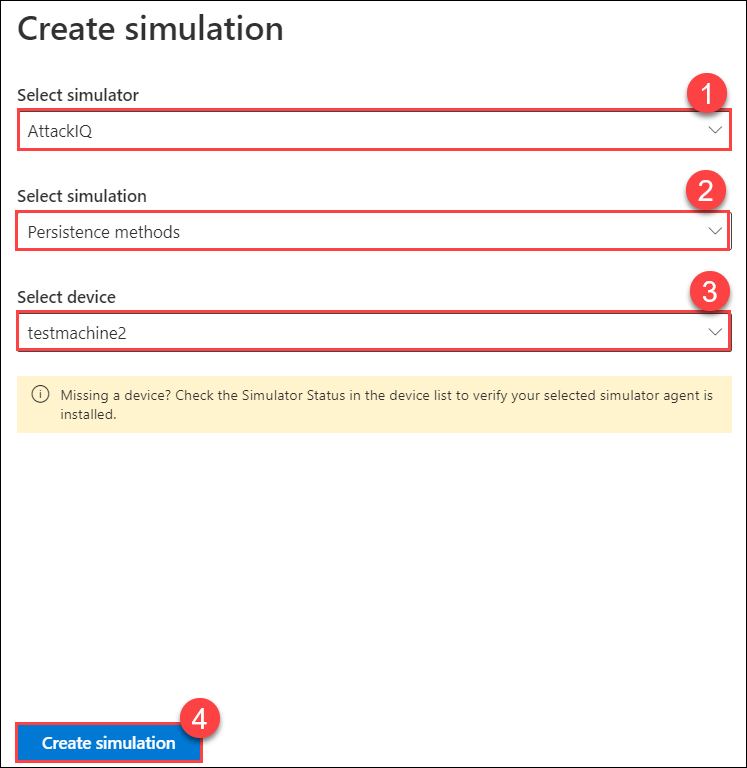 Create simulation
Select simulator
1
AttackIQ
Select simulation
2
Persistence methods
Select device
3
testmachine2
Missing a device? Check the Simulator Status in the device list to verify your selected simulator agent is
installed.
4
Create simulation